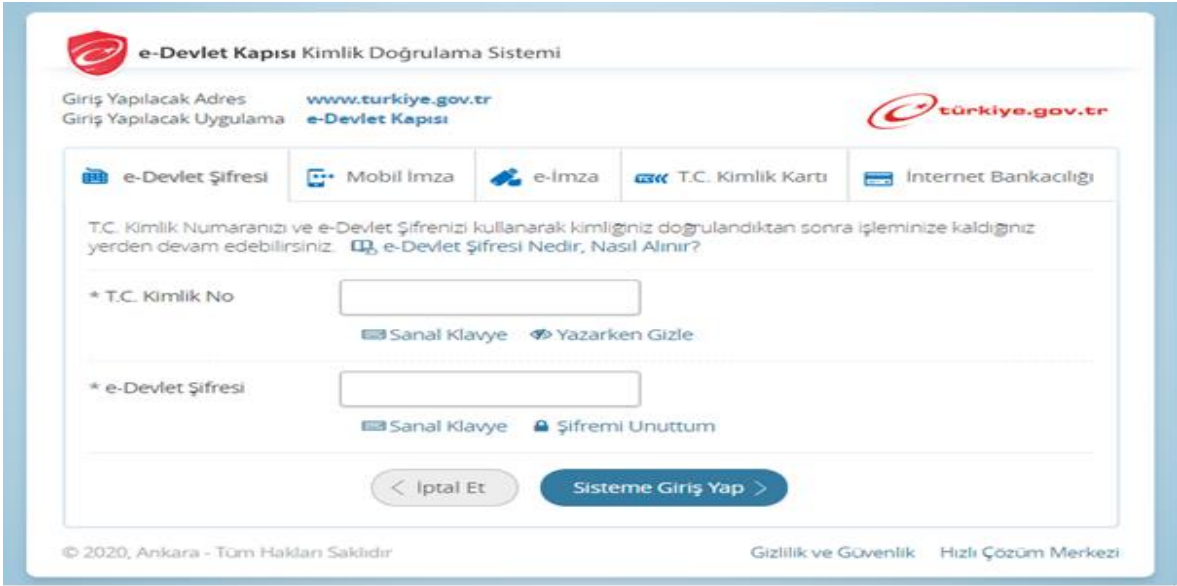 e-Devlet Kapısı Kimlik Doğrulama Sistemi
Giriş Yapılacak Adres www.turkiye.gov.tr
Giriş Yapılacak Uygulama e-Devlet Kapısı
türkiye.gov.tr
e-Devlet Şifresi Mobil İmza e-İmza T.C. Kimlik Kartı İnternet Bankacılığı
T.C. Kimlik Numaranızı ve e-Devlet Şifrenizi kullanarak kimliğiniz doğrulandıktan sonra işleminize kaldığınız
yerden devam edebilirsiniz. e-Devlet Şifresi Nedir, Nasıl Alınır?
* T.C. Kimlik No
Sanal Klavye Yazarken Gizle
* e-Devlet Şifresi
Sanal Klavye Şifremi Unuttum
< İptal Et Sisteme Giriş Yap >
© 2020, Ankara - Tüm Hakları Saklıdır Gizlilik ve Güvenlik Hızlı Çözüm Merkezi